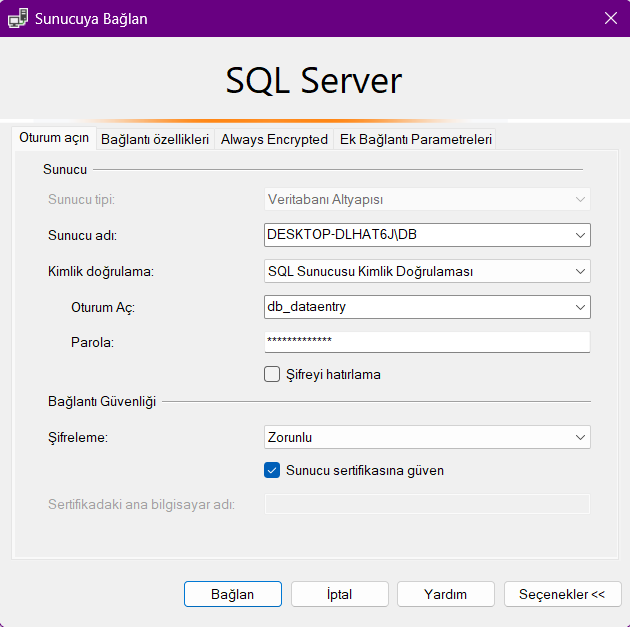 Sunucuya Bağlan
SQL Server
Oturum açın Bağlantı özellikleri Always Encrypted Ek Bağlantı Parametreleri
Sunucu
Sunucu tipi: Veritabanı Altyapısı
Sunucu adı: DESKTOP-DLHAT6J\DB
Kimlik doğrulama: SQL Sunucusu Kimlik Doğrulaması
Oturum Aç: db_dataentry
Parola: *************
Şifreyi hatırlama
Bağlantı Güvenliği
Şifreleme: Zorunlu
Sunucu sertifikasına güven
Sertifikadaki ana bilgisayar adı:
Bağlan İptal Yardım Seçenekler <<